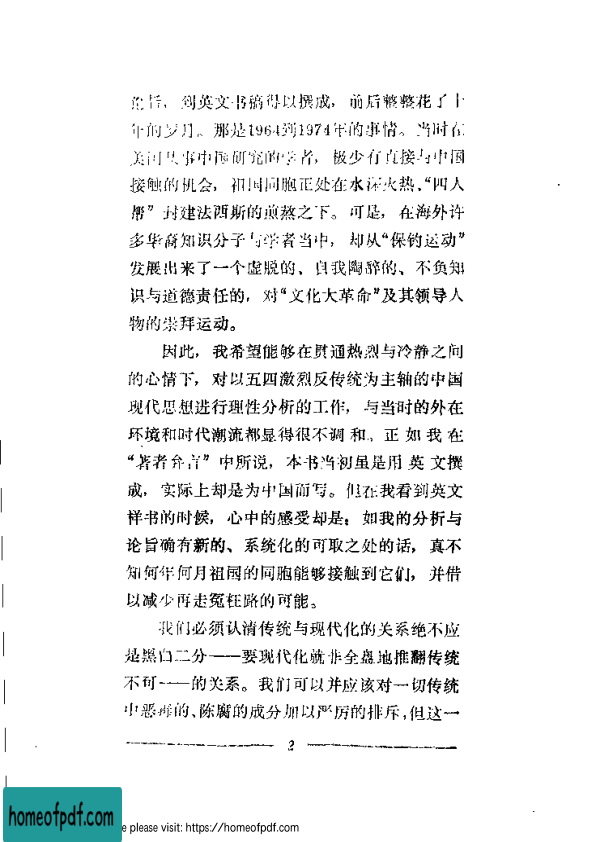 论旨，到英文书稿得以撰成，前后整整花了十
年的岁月。那是1964到1974年的事情。当时在
美国从事中国研究的学者，极少有直接与中国
接触的机会，祖国同胞正处在水深火热、“四人
帮”封建法西斯的煎熬之下。可是，在海外许
多华裔知识分子与学者当中，却从“保钓运动”
发展出来了一个虚脱的、自我陶醉的、不负知
识与道德责任的，对“文化大革命”及其领导人
物的崇拜运动。
因此，我希望能够在贯通热烈与冷静之间
的心情下，对以五四激烈反传统为主轴的中国
现代思想进行理性分析的工作，与当时的外在
环境和时代潮流都显得很不调和。正如我在
“著者弁言”中所说，本书当初虽是用英文撰
成，实际上却是为中国而写。但在我看到英文
样书的时候，心中的感受却是：如我的分析与
论旨确有新的、系统化的可取之处的话，真不
知何年何月祖国的同胞能够接触到它们，并借
以减少再走冤枉路的可能。
我们必须认清传统与现代化的关系绝不应
是黑白二分——要现代化就非全盘地推翻传统
不可——的关系。我们可以并应该对一切传统
中恶毒的、陈腐的成分加以严厉的排斥，但这一
2
homeofpdf.com
e please visit: https://homeofpdf.com